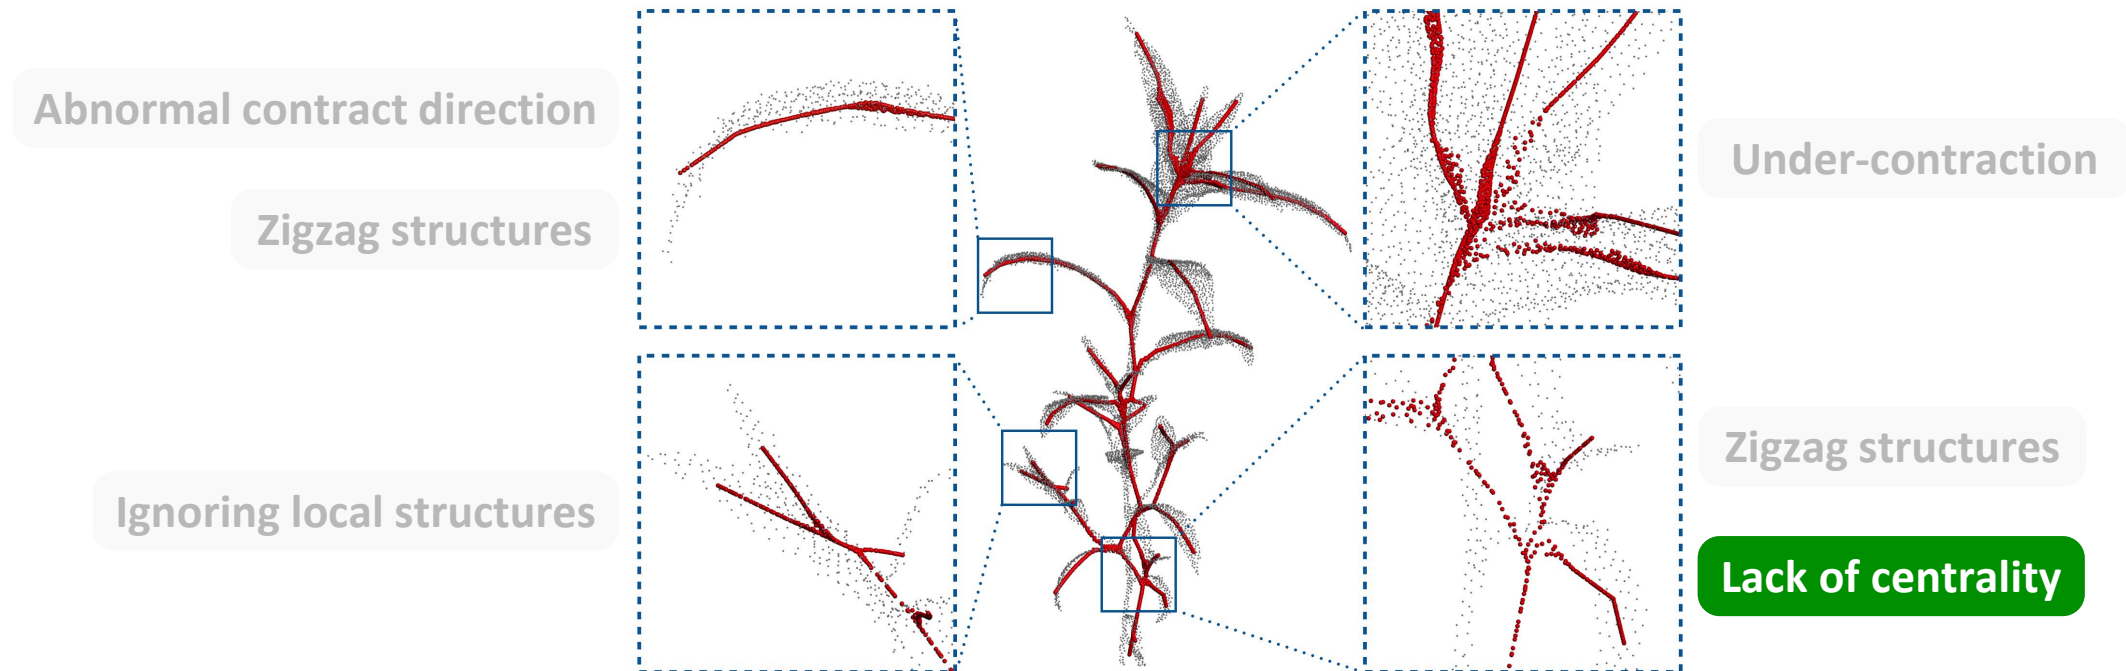 Abnormal contract direction
Zigzag structures
Under-contraction
Ignoring local structures
Zigzag structures
Lack of centrality